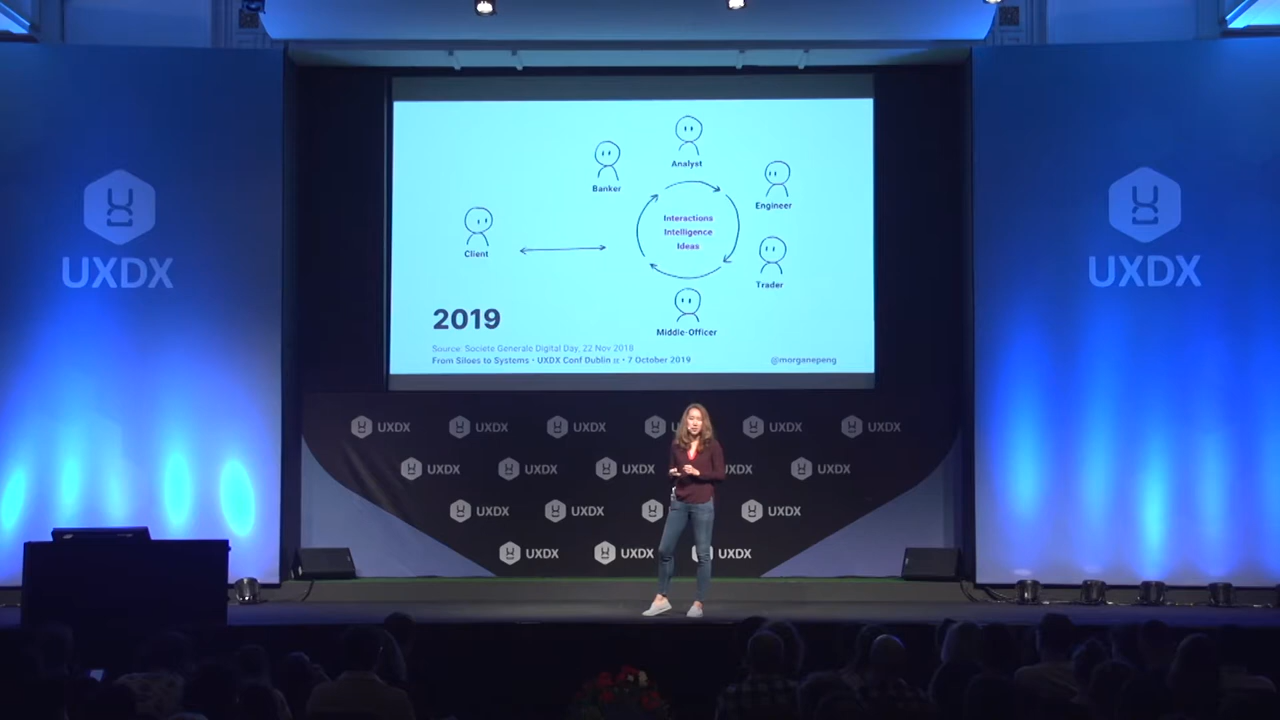 Analyst
Banker
Engineer
Interactions
Intelligence
Ideas
Client
Trader
Middle-Officer
2019
Source: Societe Generale Digital Day, 22 Nov 2018
From Siloes to Systems • UXDX Conf Dublin • 7 October 2019
@morganepeng
UXDX
UXDX
UXDX UXDX UXDX UXDX UXDX
UXDX UXDX UXDX UXDX UXDX
UXDX UXDX UXDX
UXDX UXDX UXDX